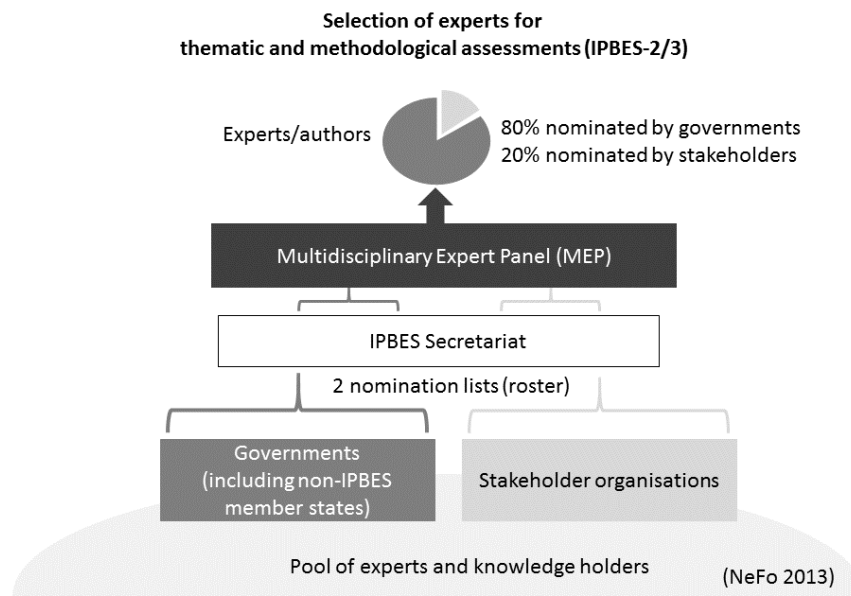 Selection of experts for
thematic and methodological assessments (IPBES-2/3)
Experts/authors
80% nominated by governments
20% nominated by stakeholders
Multidisciplinary Expert Panel (MEP)
IPBES Secretariat
2 nomination lists (roster)
Governments
(including non-IPBES
member states)
Stakeholder organisations
Pool of experts and knowledge holders
(NeFo 2013)